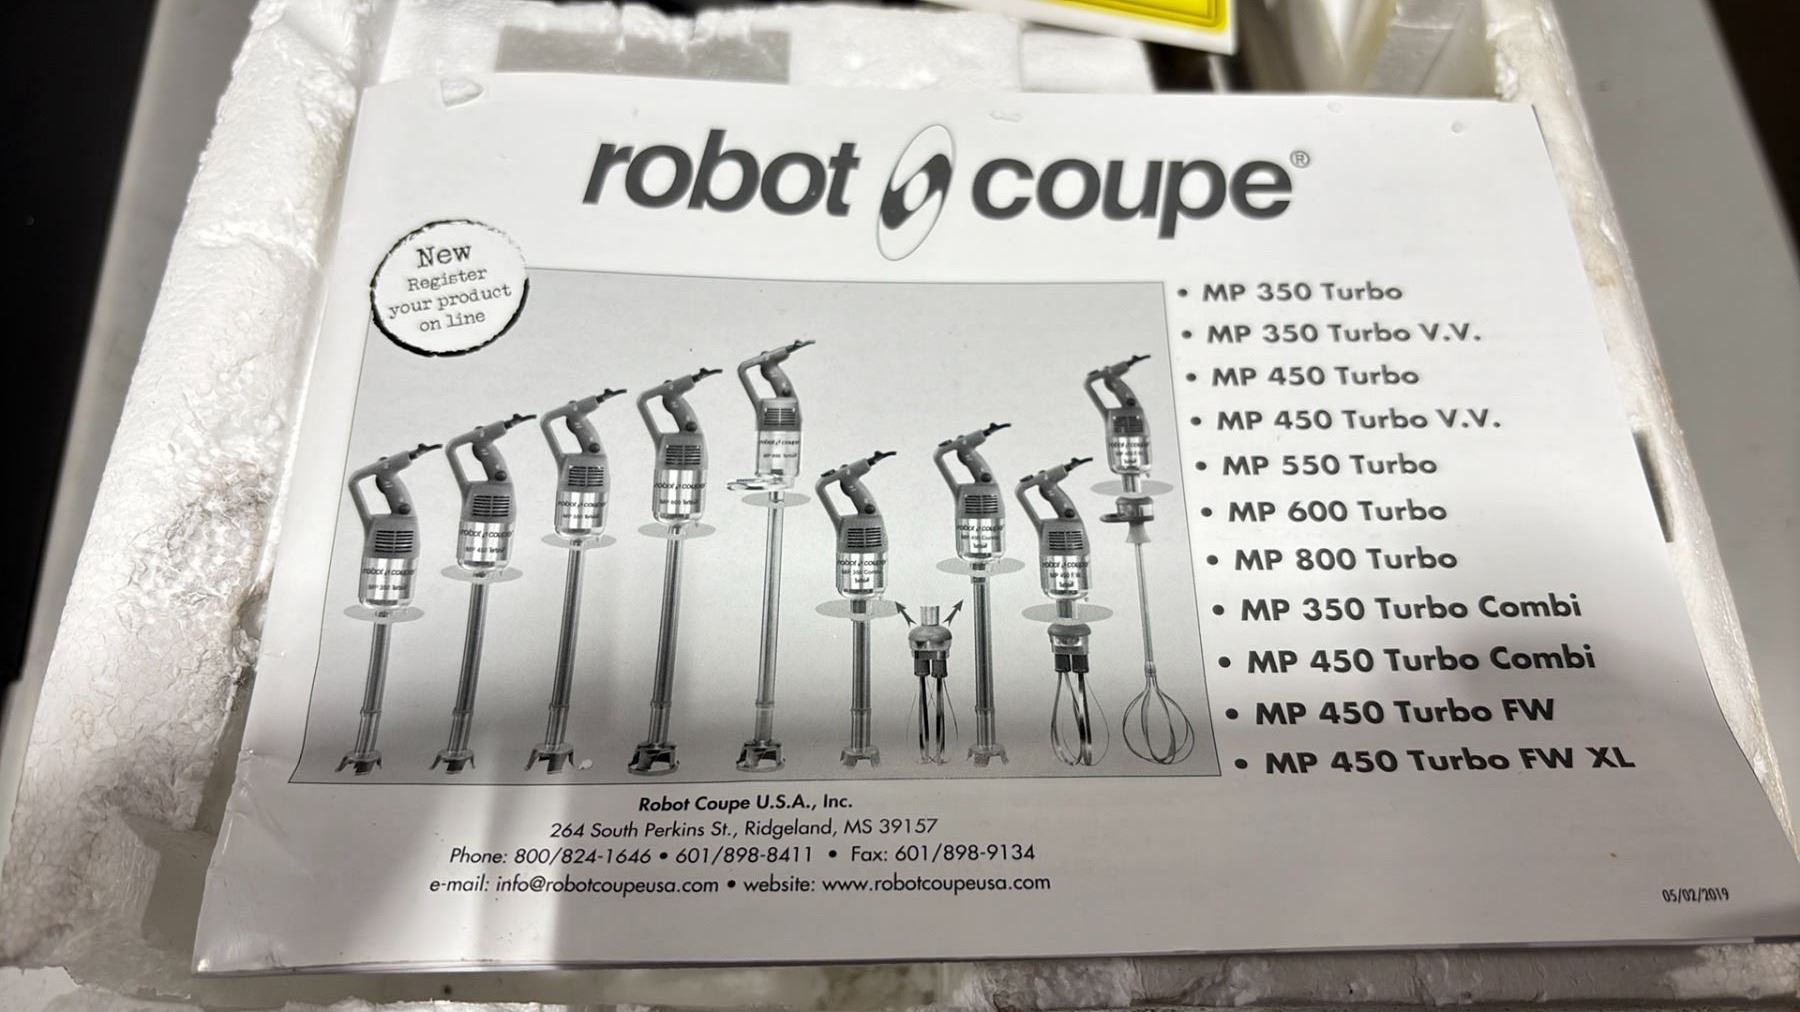 robot coupe®
New
Register
your product
on line
• MP 350 Turbo
• MP 350 Turbo V.V.
• MP 450 Turbo
• MP 450 Turbo V.V.
• MP 550 Turbo
• MP 600 Turbo
• MP 800 Turbo
• MP 350 Turbo Combi
• MP 450 Turbo Combi
• MP 450 Turbo FW
• MP 450 Turbo FW XL
Robot Coupe U.S.A., Inc.
264 South Perkins St., Ridgeland, MS 39157
Phone: 800/824-1646 • 601/898-8411 • Fax: 601/898-9134
e-mail: info@robotcoupeusa.com • website: www.robotcoupeusa.com
05/02/2019